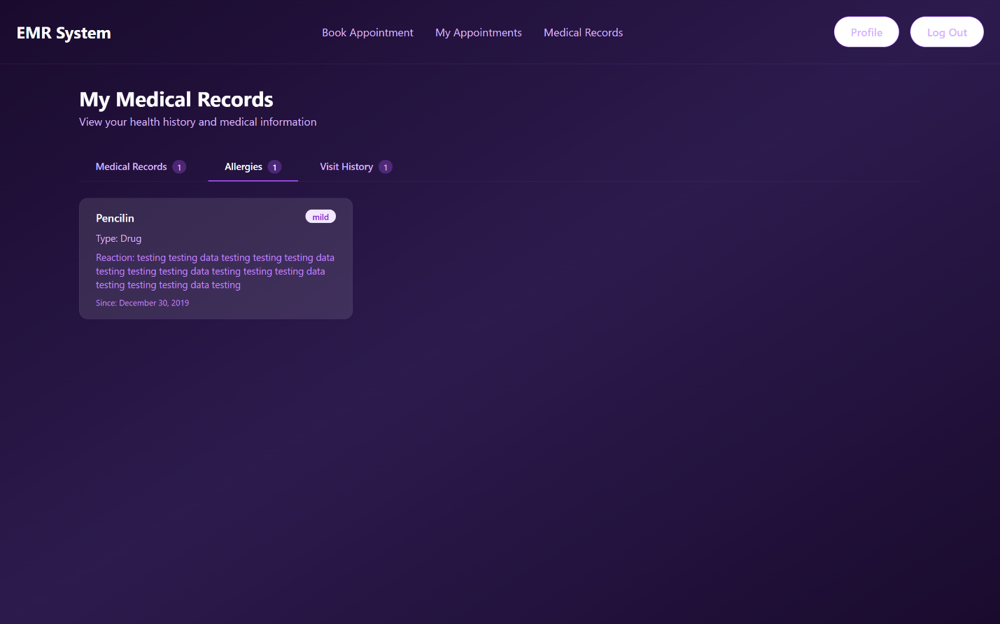 EMR System
Book Appointment
My Appointments
Medical Records
Profile
Log Out
My Medical Records
View your health history and medical information
Medical Records 1
Allergies 1
Visit History 1
Pencilin
mild
Type: Drug
Reaction: testing testing data testing testing testing data
testing testing testing data testing testing testing data
testing testing testing data testing
Since: December 30, 2019